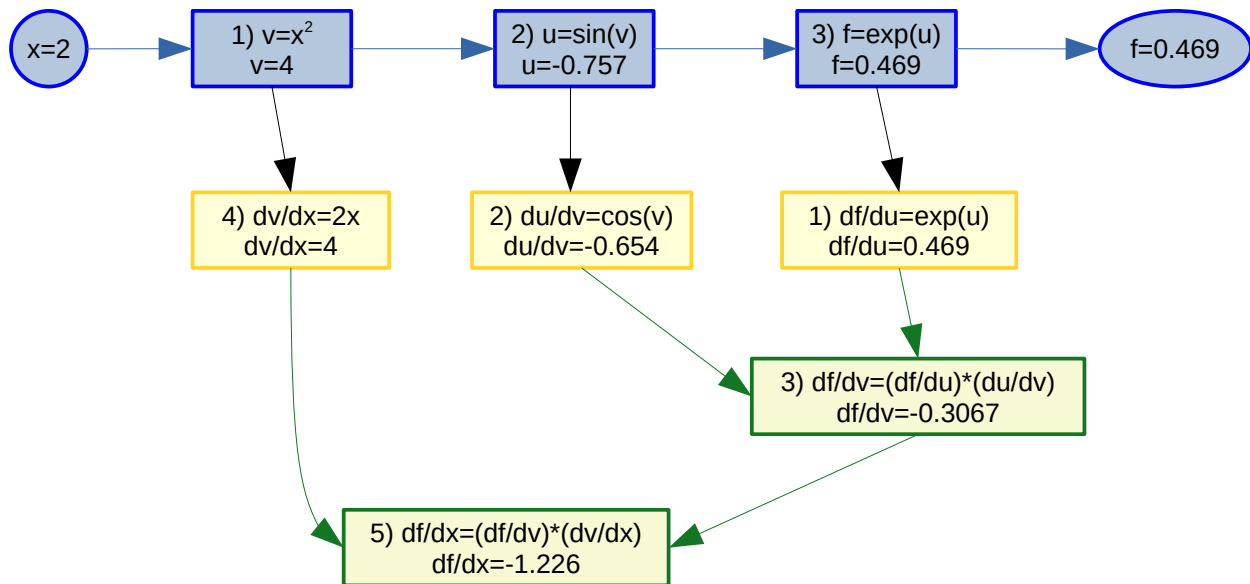 x=2
1) v=x²
v=4
2) u=sin(v)
u=-0.757
3) f=exp(u)
f=0.469
f=0.469
4) dv/dx=2x
dv/dx=4
2) du/dv=cos(v)
du/dv=-0.654
1) df/du=exp(u)
df/du=0.469
3) df/dv=(df/du)*(du/dv)
df/dv=-0.3067
5) df/dx=(df/dv)*(dv/dx)
df/dx=-1.226